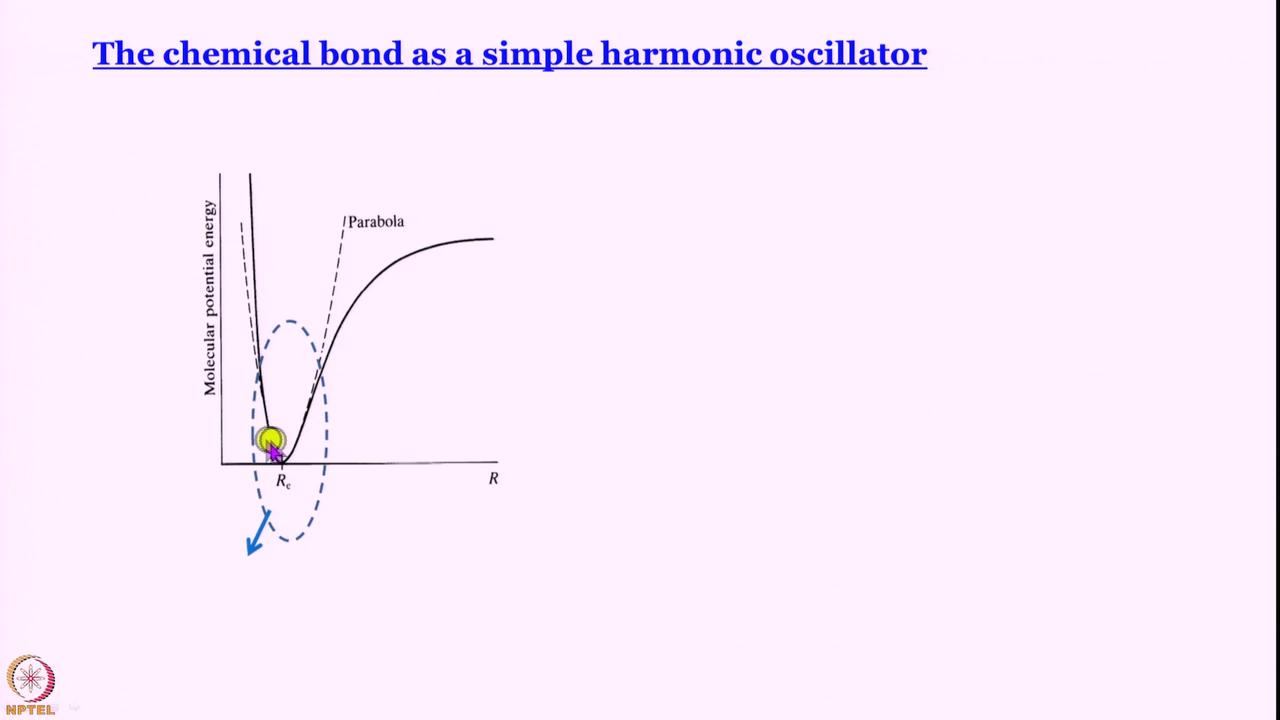 The chemical bond as a simple harmonic oscillator
Parabola
Molecular potential energy
Re
R
NPTEL